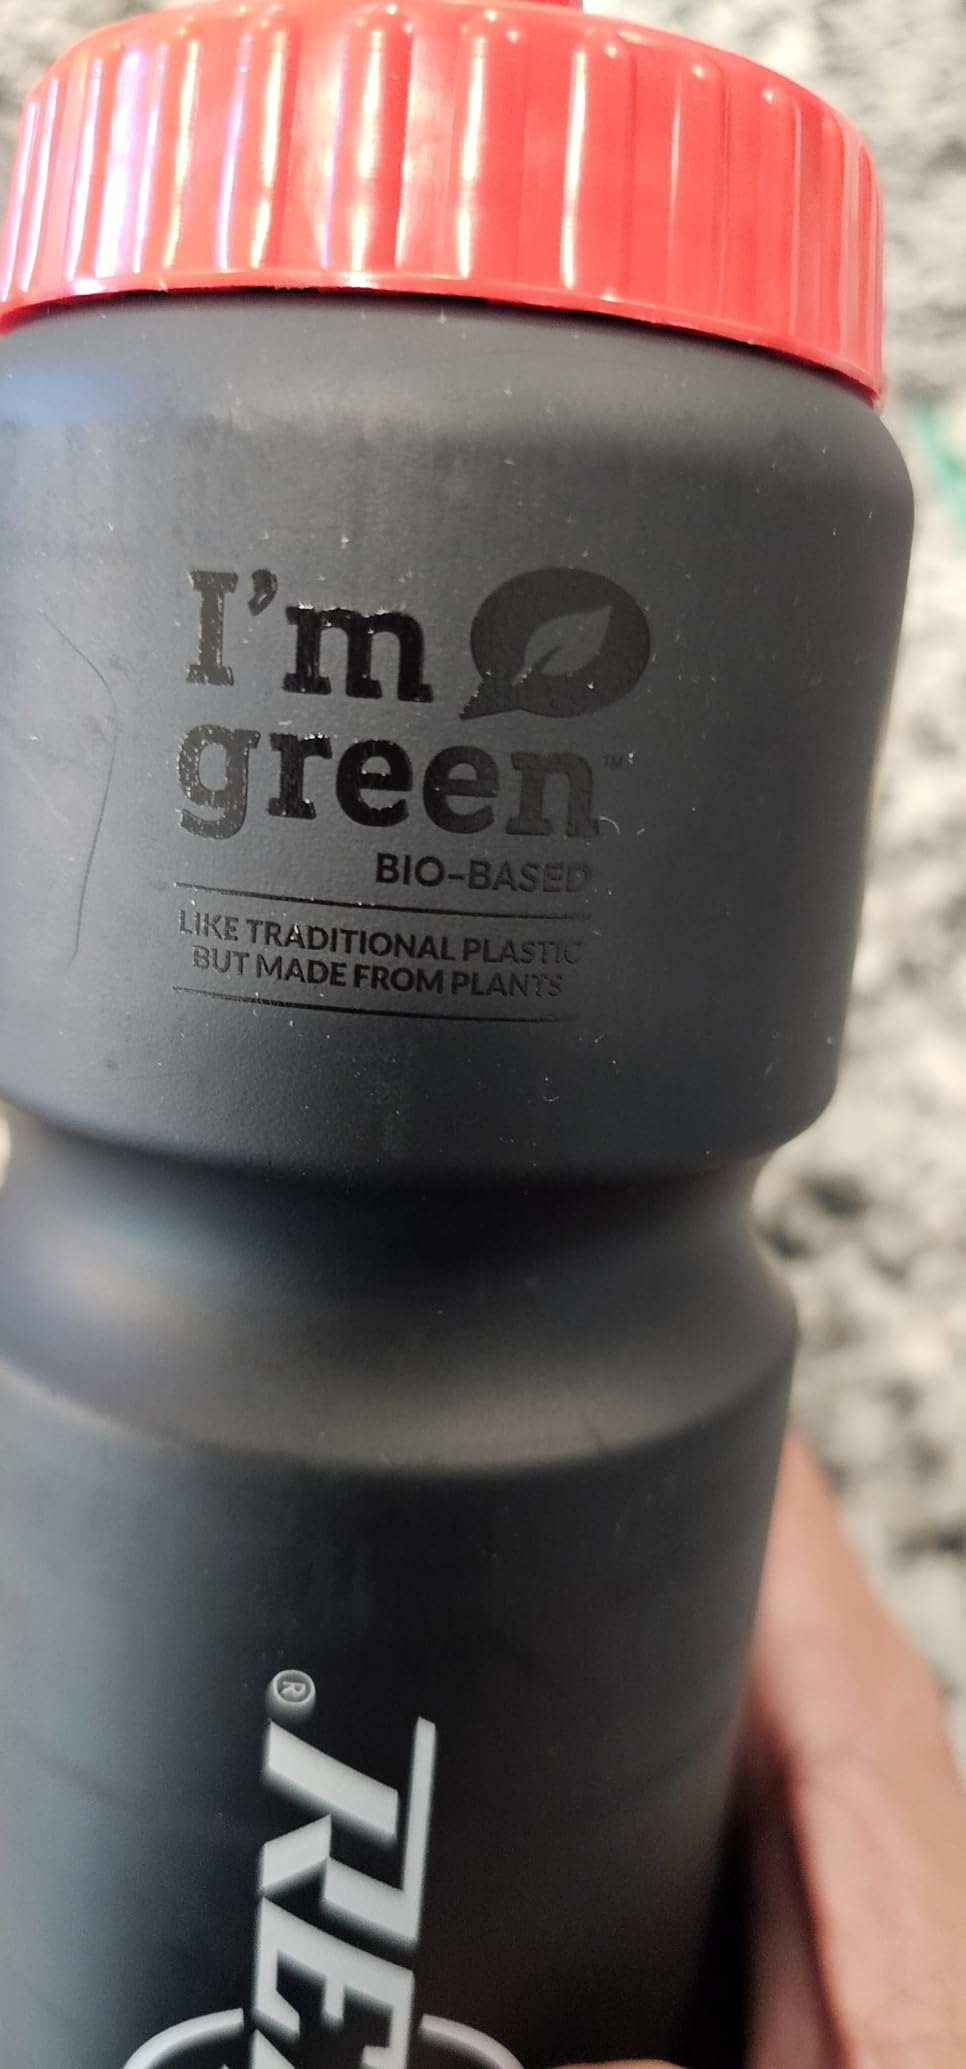 I'm
green™
BIO-BASED
LIKE TRADITIONAL PLASTIC
BUT MADE FROM PLANTS
®